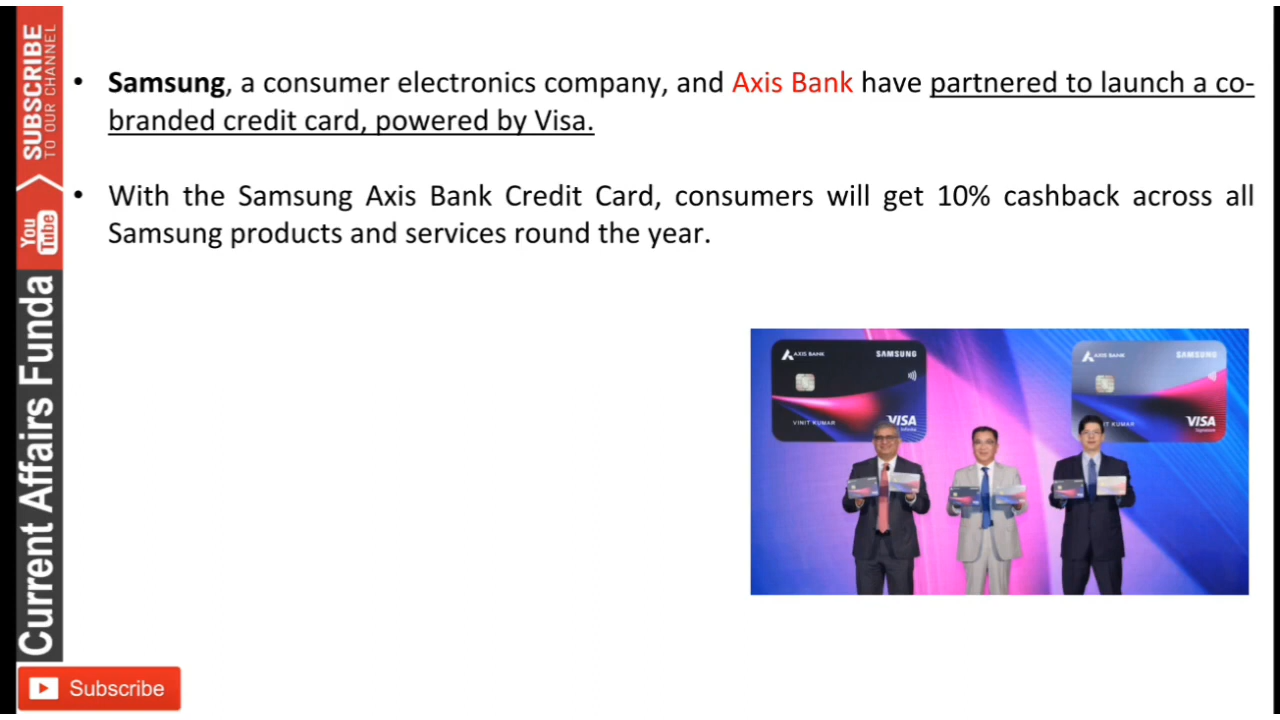 SUBSCRIBE
TO OUR CHANNEL
You
Tube
Current Affairs Funda
• Samsung, a consumer electronics company, and Axis Bank have partnered to launch a co-
branded credit card, powered by Visa.
• With the Samsung Axis Bank Credit Card, consumers will get 10% cashback across all
Samsung products and services round the year.
AXIS BANK SAMSUNG
VINIT KUMAR VISA
AXIS BANK SAMSUNG
KUMAR VISA
Signature
Subscribe